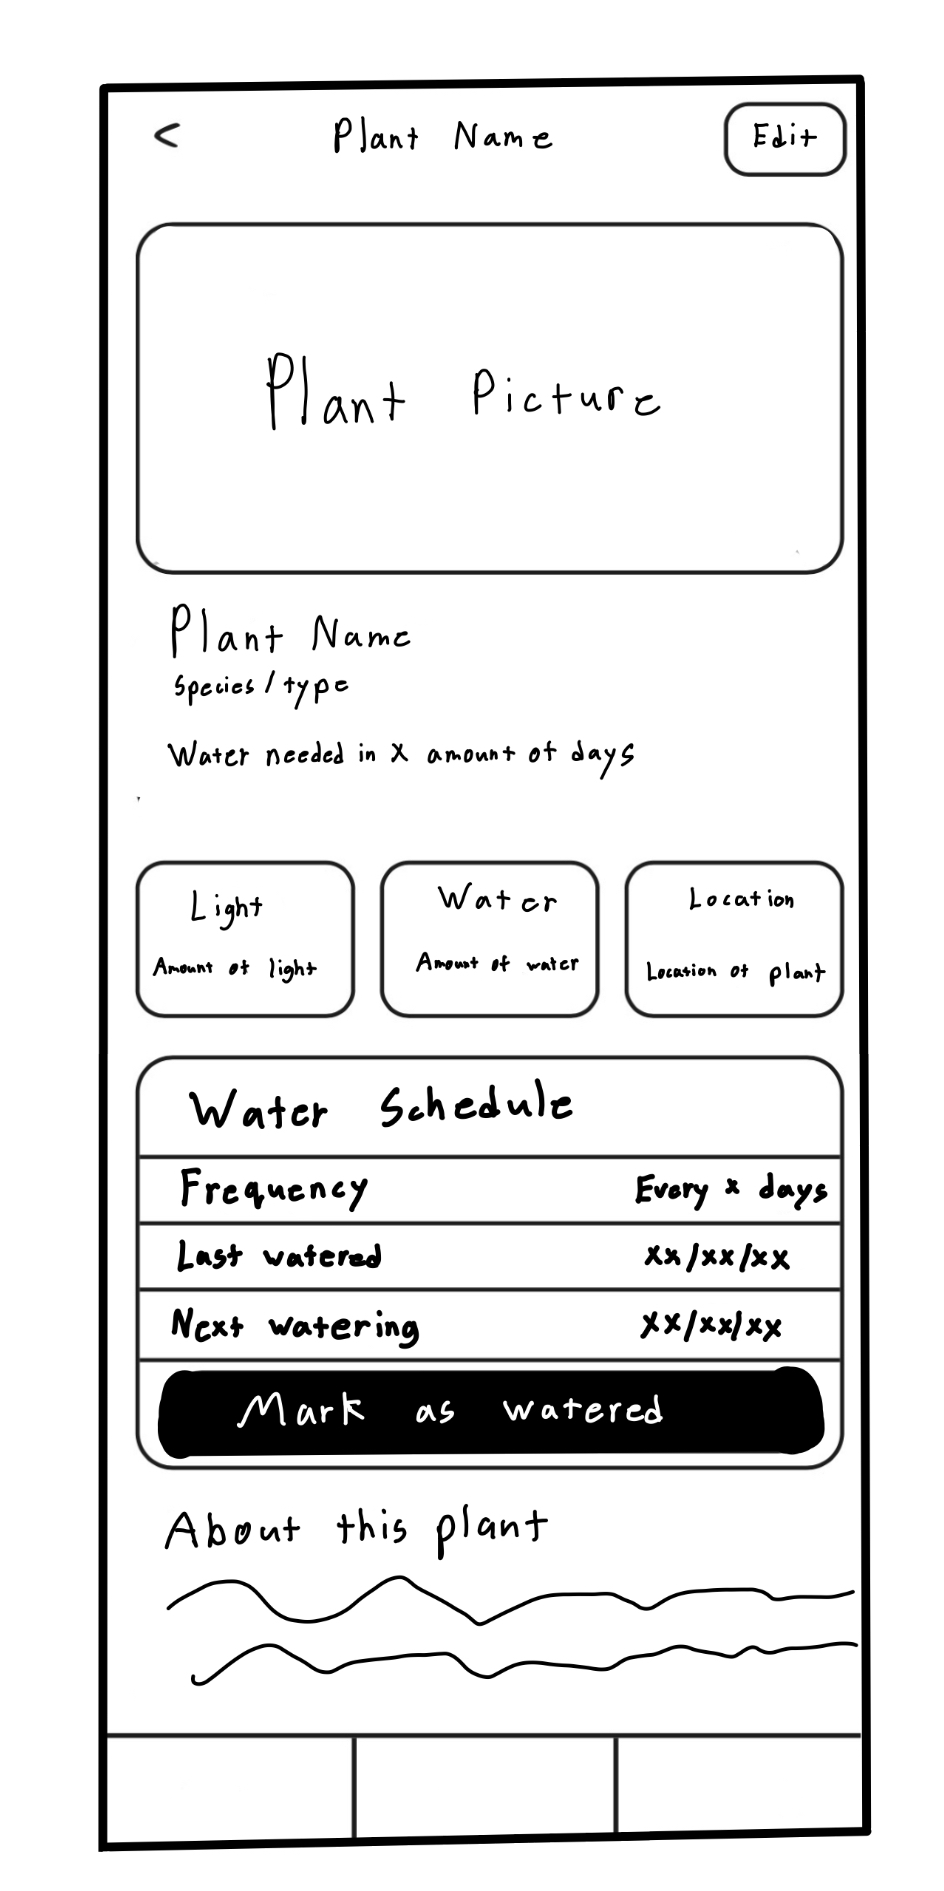 < Plant Name Edit
Plant Picture
Plant Name
Species/type
Water needed in X amount of days
Light
Amount of light
Water
Amount of water
Location
Location of plant
Water Schedule
Frequency Every x days
Last watered xx/xx/xx
Next watering xx/xx/xx
Mark as watered
About this plant